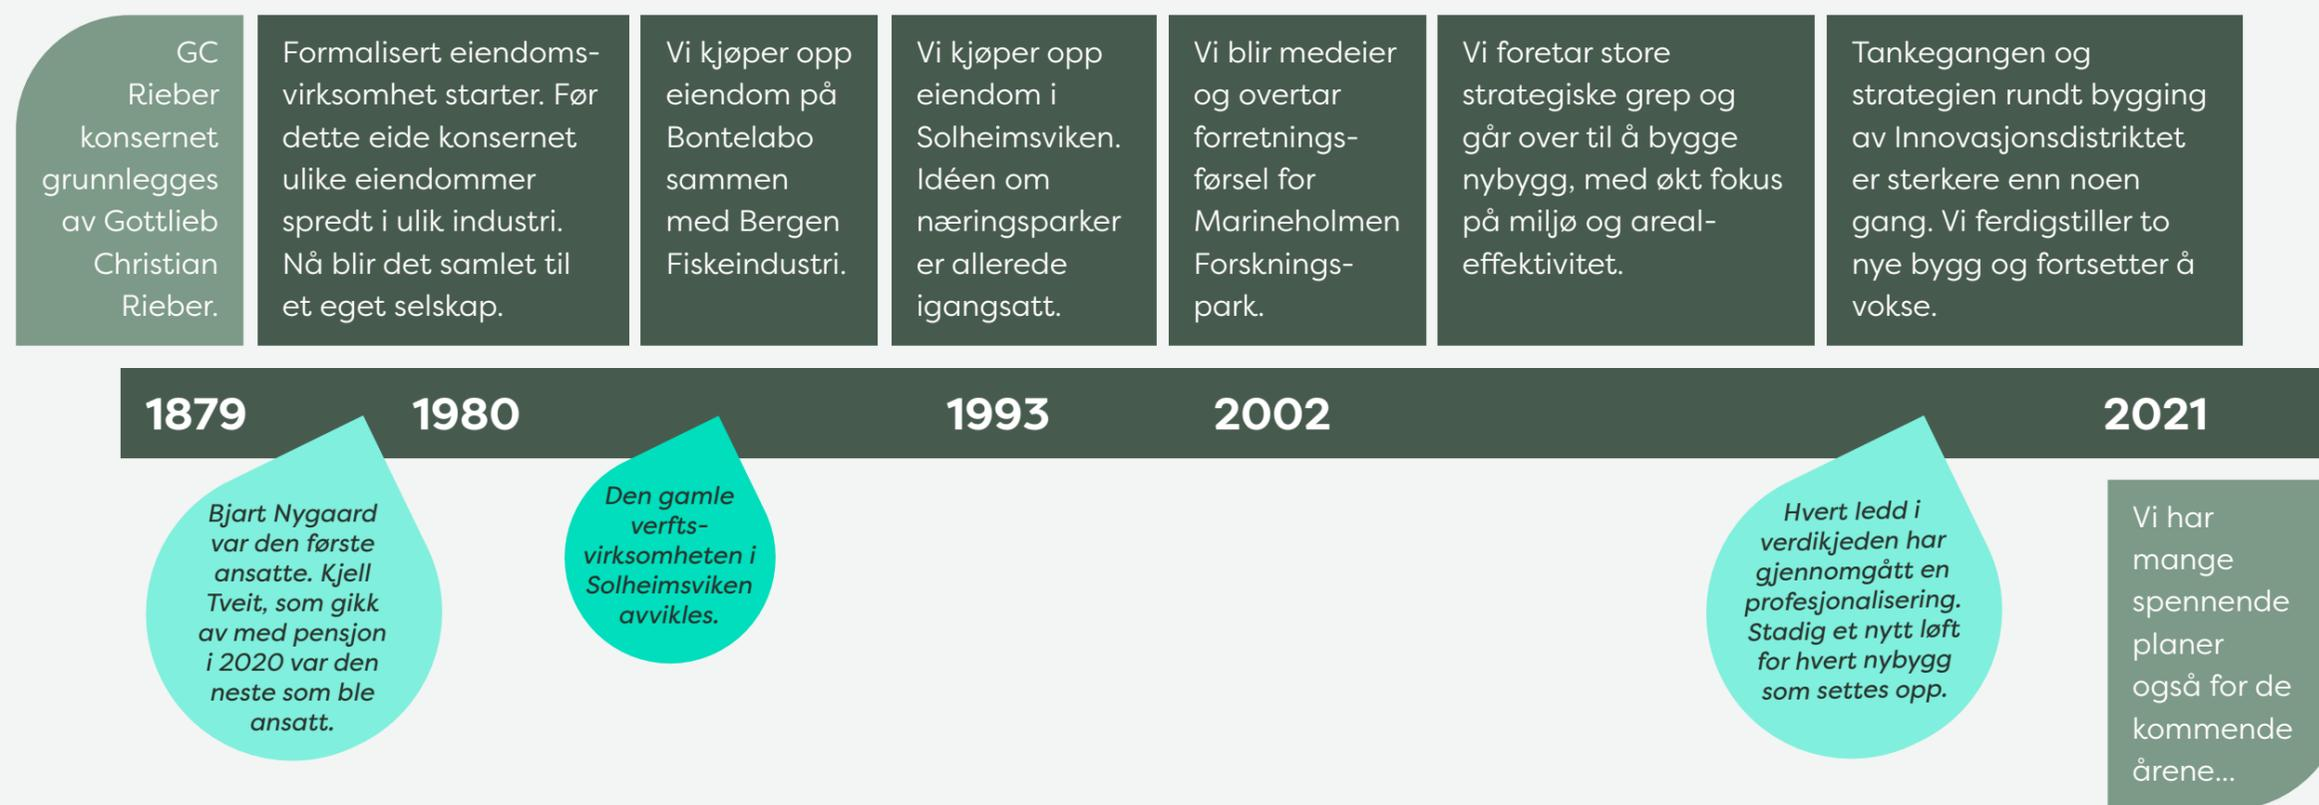 GC
Rieber
konsernet
grunnlegges
av Gottlieb
Christian
Rieber.
Formalisert eiendoms-
virksomhet starter. Før
dette eide konsernet
ulike eiendommer
spredt i ulik industri.
Nå blir det samlet til
et eget selskap.
Vi kjøper opp
eiendom på
Bontelabo
sammen
med Bergen
Fiskeindustri.
Vi kjøper opp
eiendom i
Solheimsviken.
Idéen om
næringsparker
er allerede
igangsatt.
Vi blir medeier
og overtar
forretnings-
førsel for
Marineholmen
Forsknings-
park.
Vi foretar store
strategiske grep og
går over til å bygge
nybygg, med økt fokus
på miljø og areal-
effektivitet.
Tankegangen og
strategien rundt bygging
av Innovasjonsdistriktet
er sterkere enn noen
gang. Vi ferdigstiller to
nye bygg og fortsetter å
vokse.
1879
1980
1993
2002
2021
Bjart Nygaard
var den første
ansatte. Kjell
Tveit, som gikk
av med pensjon
i 2020 var den
neste som ble
ansatt.
Den gamle
verfts-
virksomheten i
Solheimsviken
avvikles.
Hvert ledd i
verdikjeden har
gjennomgått en
profesjonalisering.
Stadig et nytt løft
for hvert nybygg
som settes opp.
Vi har
mange
spennende
planer
også for de
kommende
årene...